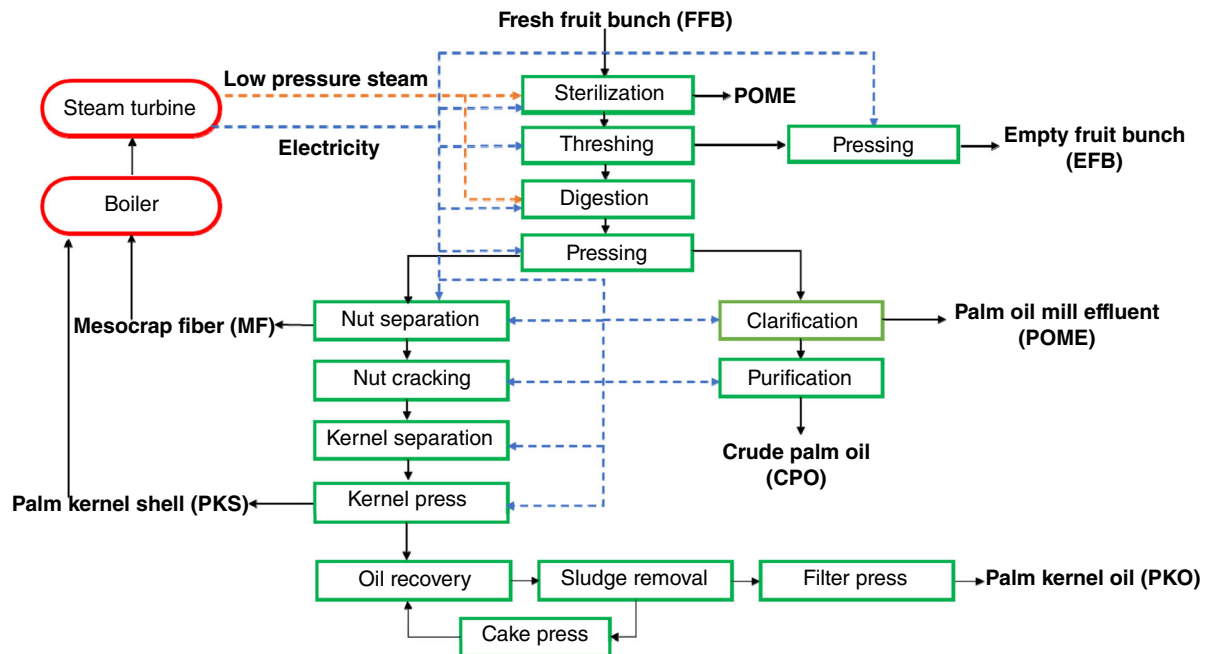 Fresh fruit bunch (FFB)
Low pressure steam
Steam turbine
Sterilization
POME
Electricity
Threshing
Pressing
Empty fruit bunch
(EFB)
Boiler
Digestion
Pressing
Mesocrap fiber (MF)
Nut separation
Clarification
Palm oil mill effluent
(POME)
Nut cracking
Purification
Kernel separation
Crude palm oil
(CPO)
Palm kernel shell (PKS)
Kernel press
Oil recovery
Sludge removal
Filter press
Palm kernel oil (PKO)
Cake press